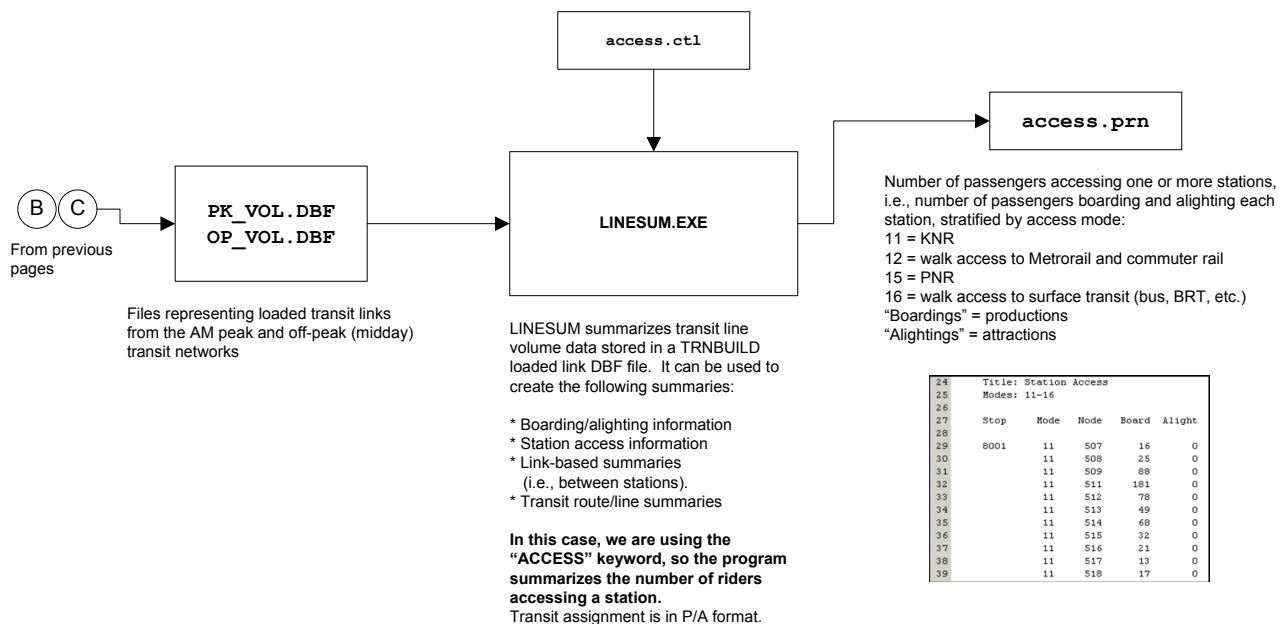 access.ctl
access.prn
B C
From previous
pages
PK_VOL.DBF
OP_VOL.DBF
Files representing loaded transit links
from the AM peak and off-peak (midday)
transit networks
LINESUM.EXE
LINESUM summarizes transit line
volume data stored in a TRNBUILD
loaded link DBF file. It can be used to
create the following summaries:
* Boarding/alighting information
* Station access information
* Link-based summaries
(i.e., between stations).
* Transit route/line summaries
In this case, we are using the
“ACCESS” keyword, so the program
summarizes the number of riders
accessing a station.
Transit assignment is in P/A format.
Number of passengers accessing one or more stations,
i.e., number of passengers boarding and alighting each
station, stratified by access mode:
11 = KNR
12 = walk access to Metrorail and commuter rail
15 = PNR
16 = walk access to surface transit (bus, BRT, etc.)
“Boardings” = productions
“Alightings” = attractions
24 Title: Station Access
25 Modes: 11-16
26
27 Stop Mode Node Board Alight
28
29 8001 11 507 16 0
30 11 508 25 0
31 11 509 88 0
32 11 511 181 0
33 11 512 78 0
34 11 513 49 0
35 11 514 68 0
36 11 515 32 0
37 11 516 21 0
38 11 517 13 0
39 11 518 17 0